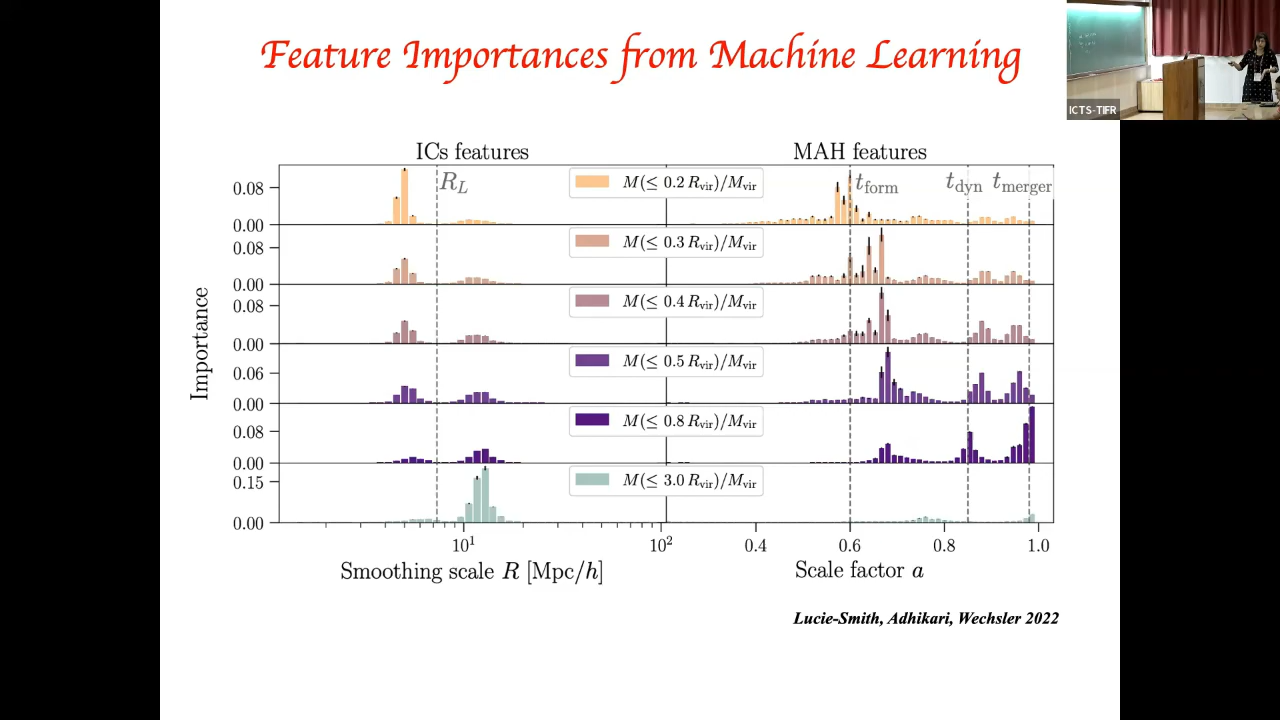 Feature Importances from Machine Learning
ICTS-TIFR
ICs features
MAH features
R_L
t_form
t_dyn
t_merger
M(≤ 0.2 R_vir)/M_vir
0.08
0.00
M(≤ 0.3 R_vir)/M_vir
0.08
0.00
M(≤ 0.4 R_vir)/M_vir
0.08
0.00
M(≤ 0.5 R_vir)/M_vir
0.06
0.00
M(≤ 0.8 R_vir)/M_vir
0.08
0.00
M(≤ 3.0 R_vir)/M_vir
0.15
0.00
Importance
10¹
10²
0.4
0.6
0.8
1.0
Smoothing scale R [Mpc/h]
Scale factor a
Lucie-Smith, Adhikari, Wechsler 2022